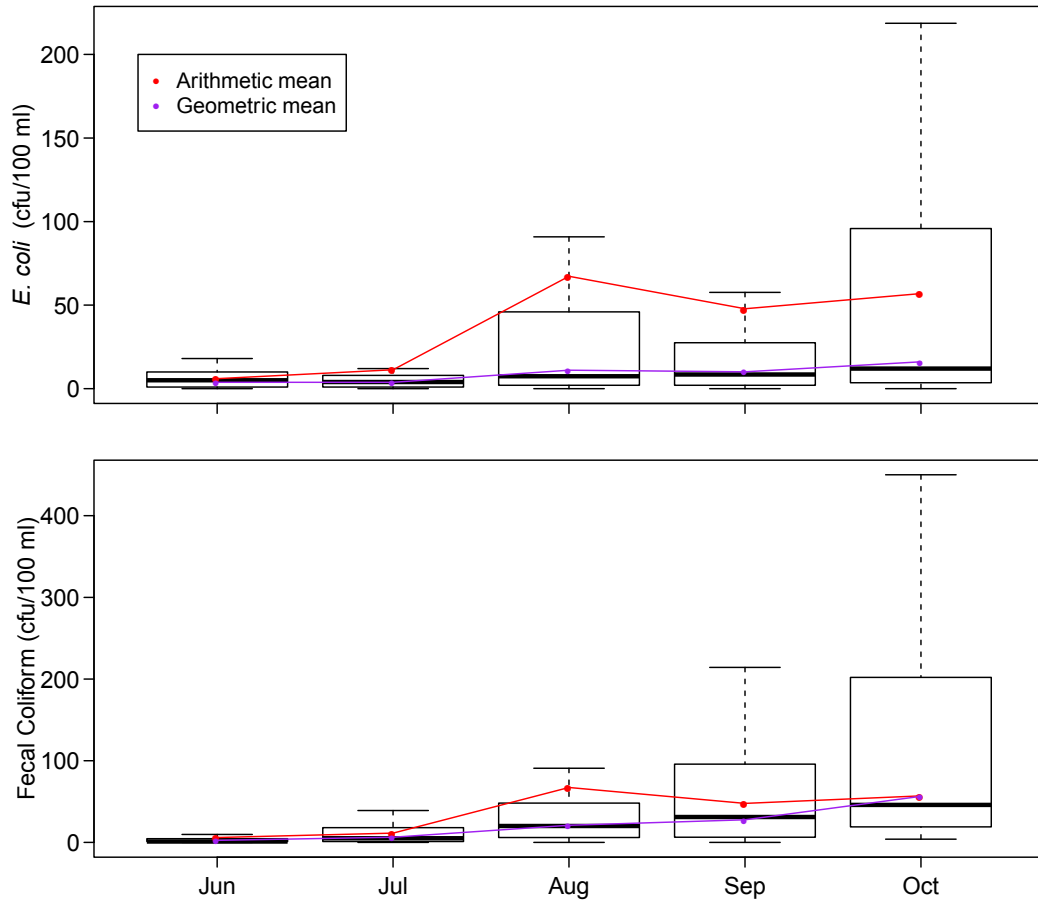 E. coli (cfu/100 ml)
200
150
100
50
0
Arithmetic mean
Geometric mean
Fecal Coliform (cfu/100 ml)
400
300
200
100
0
Jun Jul Aug Sep Oct